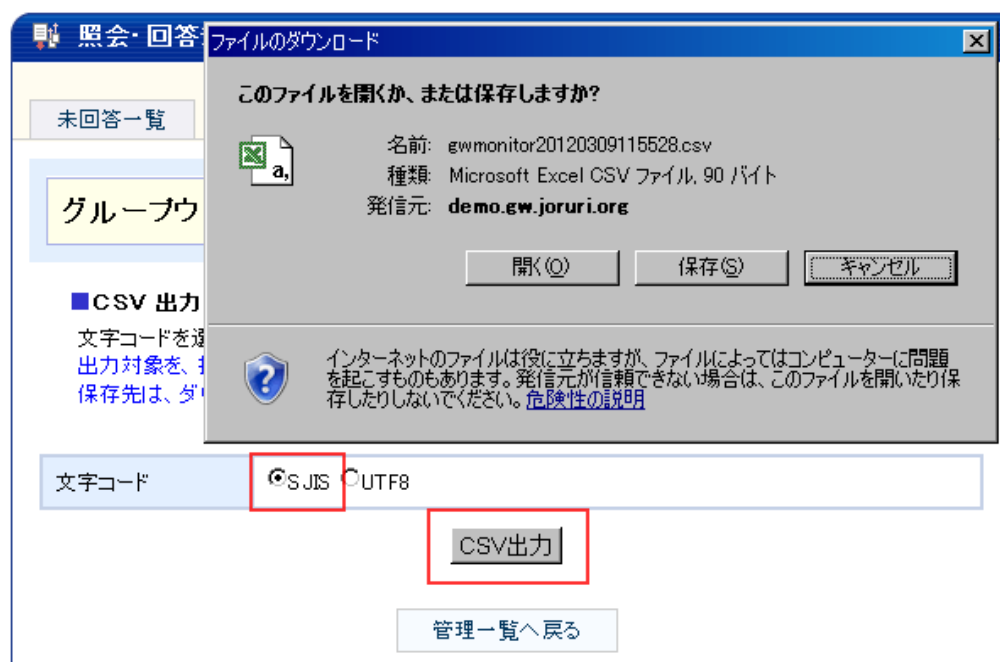 照会・回答
ファイルのダウンロード
このファイルを開くか、または保存しますか?
未回答一覧
名前: gwmonitor20120309115528.csv
種類: Microsoft Excel CSV ファイル, 90 バイト
発信元: demo.gw.joruri.org
a,
グループウ
開く(O) 保存(S) キャンセル
■CSV 出力
文字コードを選
出力対象を、
保存先は、ダ
インターネットのファイルは役に立ちますが、ファイルによってはコンピューターに問題
を起こすものもあります。発信元が信頼できない場合は、このファイルを開いたり保
存したりしないでください。危険性の説明
文字コード SJIS UTF8
CSV出力
管理一覧へ戻る